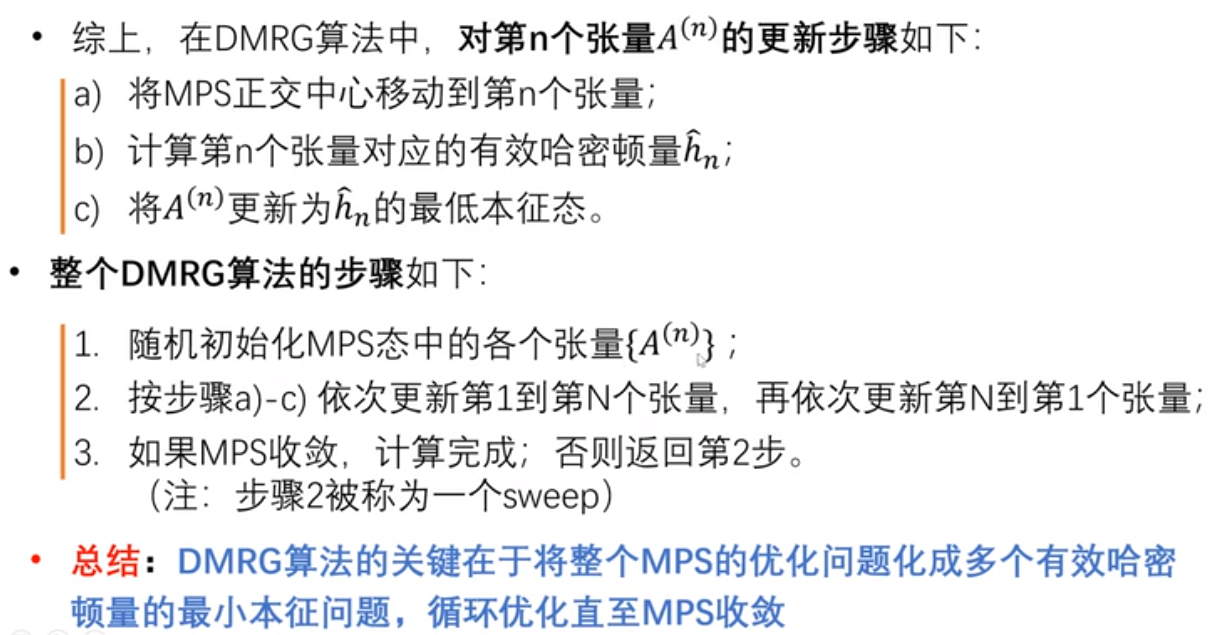 • 综上，在DMRG算法中，对第n个张量A⁽ⁿ⁾的更新步骤如下：
a) 将MPS正交中心移动到第n个张量；
b) 计算第n个张量对应的有效哈密顿量ĥₙ；
c) 将A⁽ⁿ⁾更新为ĥₙ的最低本征态。
• 整个DMRG算法的步骤如下：
1. 随机初始化MPS态中的各个张量{A⁽ⁿ⁾}；
2. 按步骤a)-c) 依次更新第1到第N个张量，再依次更新第N到第1个张量；
3. 如果MPS收敛，计算完成；否则返回第2步。
（注：步骤2被称为一个sweep）
• 总结：DMRG算法的关键在于将整个MPS的优化问题化成多个有效哈密
顿量的最小本征问题，循环优化直至MPS收敛